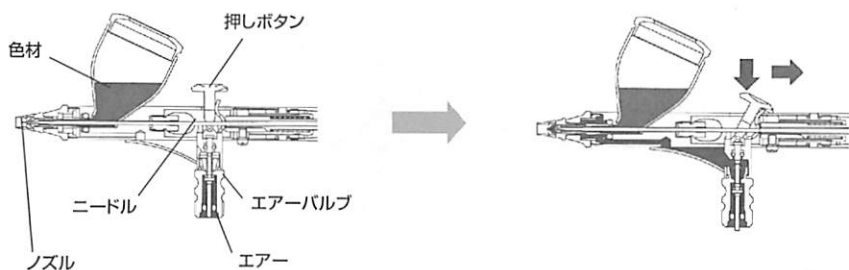 押しボタン
色材
ニードル
エアーバルブ
ノズル
エアー